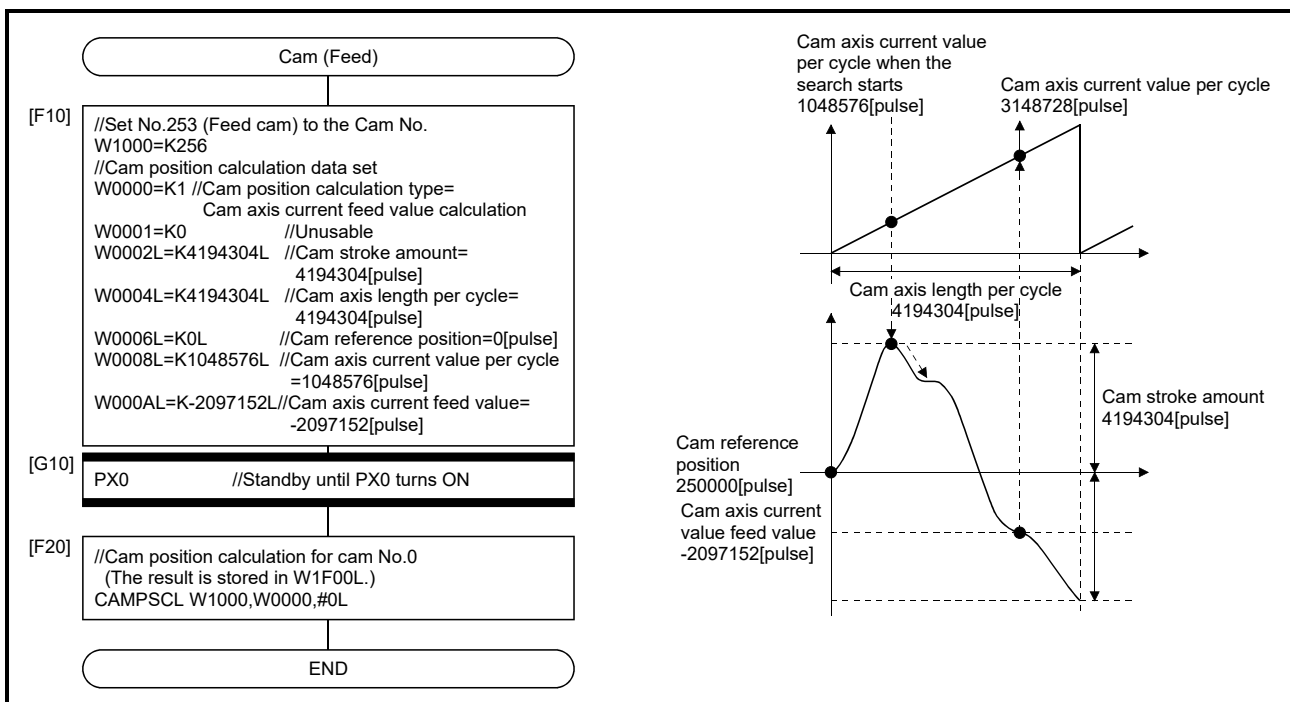 Cam (Feed)
[F10]
//Set No.253 (Feed cam) to the Cam No.
W1000=K256
//Cam position calculation data set
W0000=K1 //Cam position calculation type=
Cam axis current feed value calculation
W0001=K0 //Unusable
W0002L=K4194304L //Cam stroke amount=
4194304[pulse]
W0004L=K4194304L //Cam axis length per cycle=
4194304[pulse]
W0006L=K0L //Cam reference position=0[pulse]
W0008L=K1048576L //Cam axis current value per cycle
=1048576[pulse]
W000AL=K-2097152L//Cam axis current feed value=
-2097152[pulse]
[G10]
PX0 //Standby until PX0 turns ON
[F20]
//Cam position calculation for cam No.0
(The result is stored in W1F00L.)
CAMPSCL W1000,W0000,#0L
END
Cam axis current value
per cycle when the
search starts
1048576[pulse]
Cam axis current value per cycle
3148728[pulse]
Cam axis length per cycle
4194304[pulse]
Cam stroke amount
4194304[pulse]
Cam reference
position
250000[pulse]
Cam axis current
value feed value
-2097152[pulse]